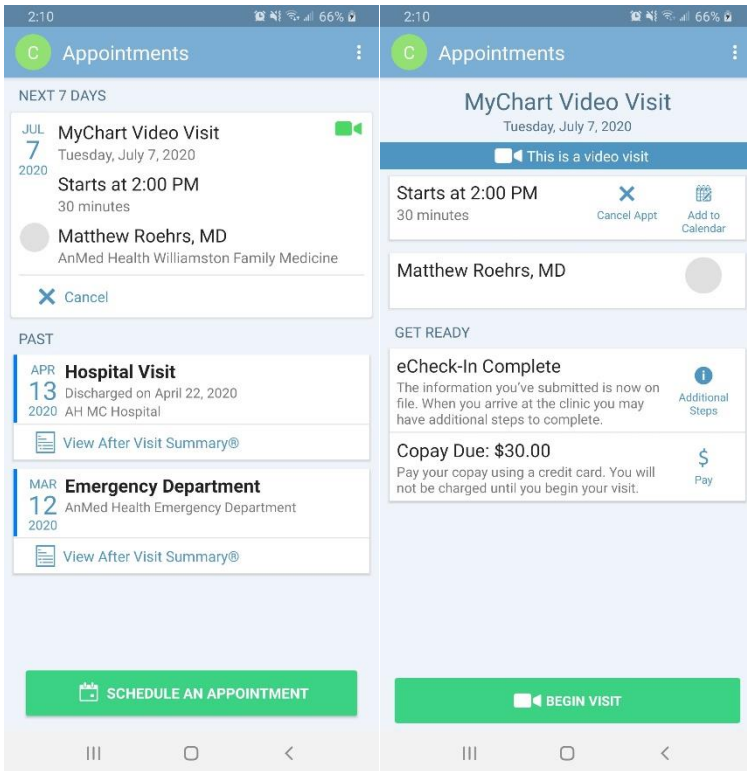 2:10
66%
C
Appointments
NEXT 7 DAYS
JUL
7
2020
MyChart Video Visit
Tuesday, July 7, 2020
Starts at 2:00 PM
30 minutes
Matthew Roehrs, MD
AnMed Health Williamston Family Medicine
Cancel
PAST
APR
13
2020
Hospital Visit
Discharged on April 22, 2020
AH MC Hospital
View After Visit Summary®
MAR
12
2020
Emergency Department
AnMed Health Emergency Department
View After Visit Summary®
SCHEDULE AN APPOINTMENT
2:10
66%
C
Appointments
MyChart Video Visit
Tuesday, July 7, 2020
This is a video visit
Starts at 2:00 PM
30 minutes
Cancel Appt
Add to
Calendar
Matthew Roehrs, MD
GET READY
eCheck-In Complete
The information you've submitted is now on
file. When you arrive at the clinic you may
have additional steps to complete.
Additional
Steps
Copay Due: $30.00
Pay your copay using a credit card. You will
not be charged until you begin your visit.
$
Pay
BEGIN VISIT